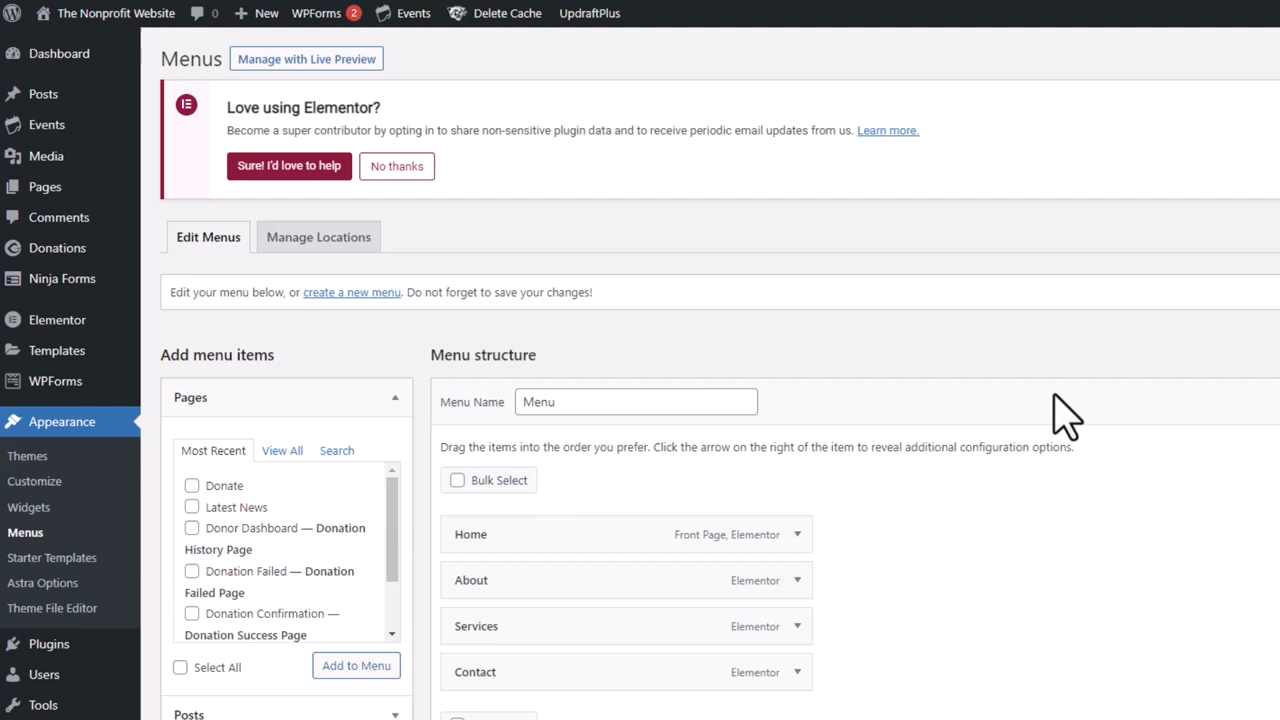 The Nonprofit Website 0 New WPForms 2 Events Delete Cache UpdraftPlus
Dashboard
Posts
Events
Media
Pages
Comments
Donations
Ninja Forms
Elementor
Templates
WPForms
Appearance
Themes
Customize
Widgets
Menus
Starter Templates
Astra Options
Theme File Editor
Plugins
Users
Tools
Menus Manage with Live Preview
Love using Elementor?
Become a super contributor by opting in to share non-sensitive plugin data and to receive periodic email updates from us. Learn more.
Sure! I'd love to help No thanks
Edit Menus Manage Locations
Edit your menu below, or create a new menu. Do not forget to save your changes!
Add menu items
Pages
Most Recent View All Search
Donate
Latest News
Donor Dashboard — Donation
History Page
Donation Failed — Donation
Failed Page
Donation Confirmation —
Donation Success Page
Select All Add to Menu
Posts
Menu structure
Menu Name Menu
Drag the items into the order you prefer. Click the arrow on the right of the item to reveal additional configuration options.
Bulk Select
Home Front Page, Elementor
About Elementor
Services Elementor
Contact Elementor